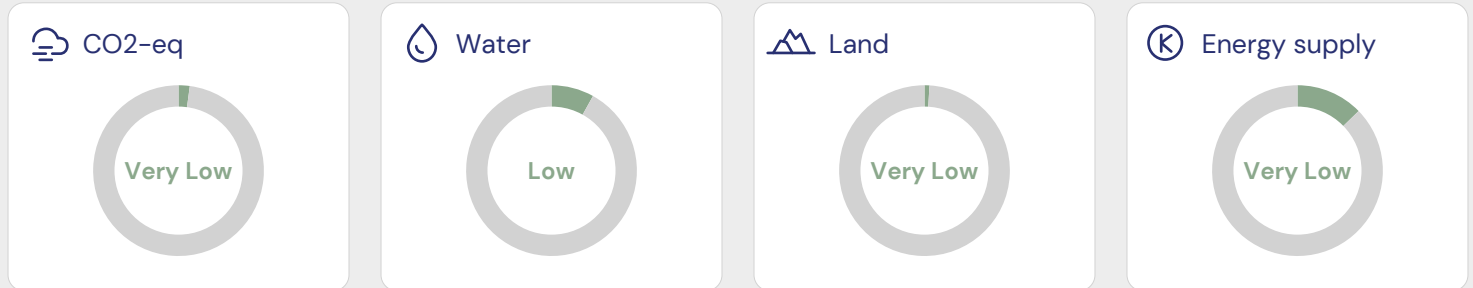 CO2-eq
Very Low
Water
Low
Land
Very Low
Energy supply
Very Low